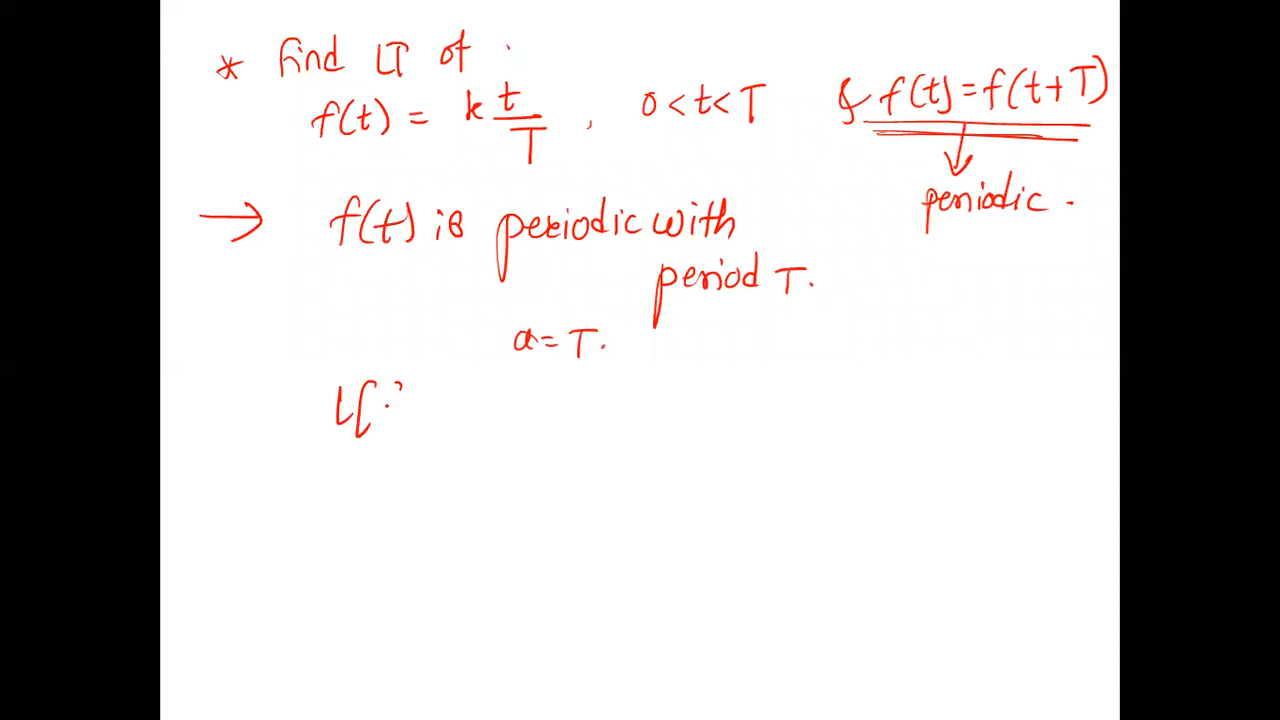 * find LT of .
f(t) = k t/T , 0 < t < T & f(t) = f(t+T)
periodic .
→ f(t) is periodic with
period T.
a = T.
L[